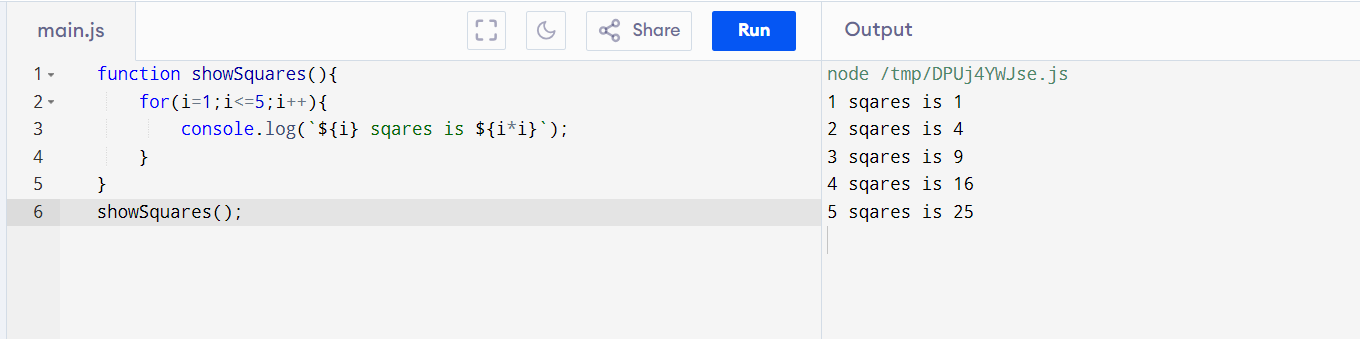 main.js Share Run Output
1 function showSquares(){
2 for(i=1;i<=5;i++){
3 console.log(`${i} sqares is ${i*i}`);
4 }
5 }
6 showSquares();
node /tmp/DPUj4YWJse.js
1 sqares is 1
2 sqares is 4
3 sqares is 9
4 sqares is 16
5 sqares is 25